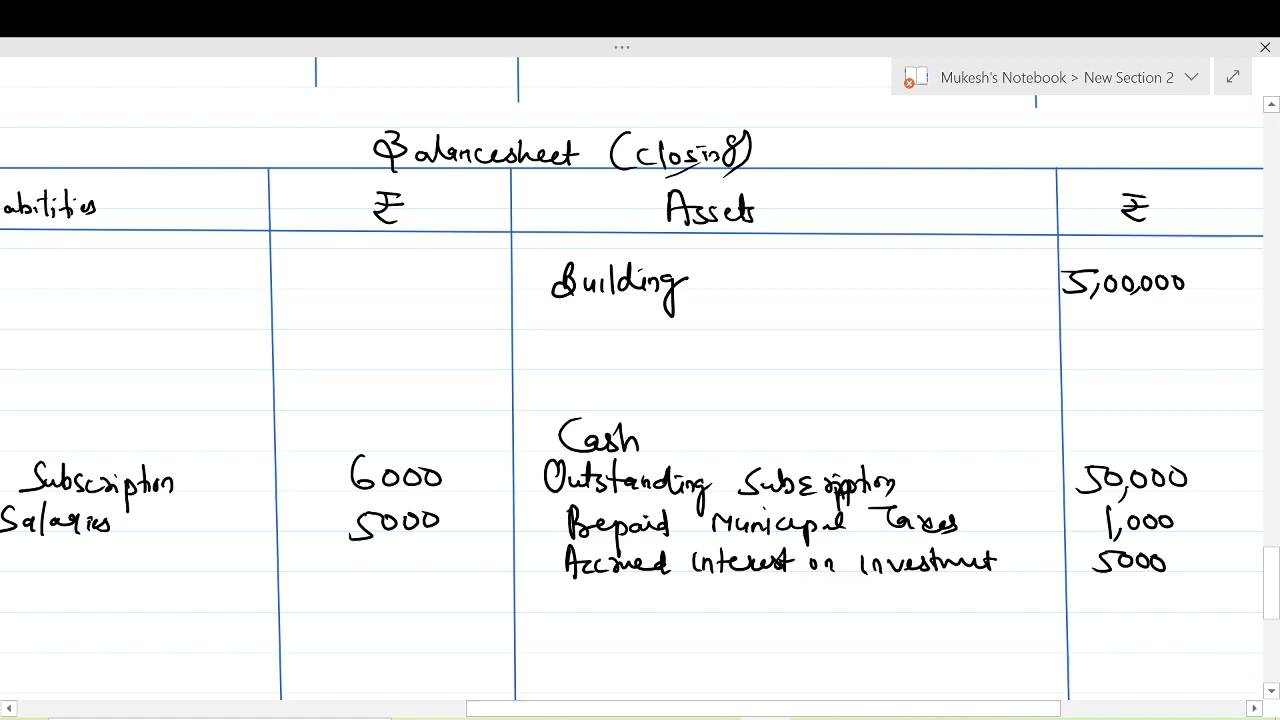 Mukesh's Notebook > New Section 2
Balancesheet (closing)
abilities ₹ Assets ₹
Building 5,00,000
Cash
Subscription 6000 Outstanding Subscription 50,000
Salaries 5000 Prepaid Municipal Taxes 1,000
Accrued interest on investment 5000